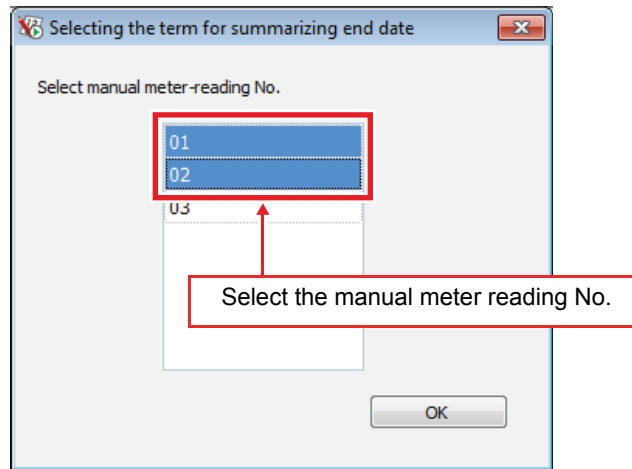 Selecting the term for summarizing end date
Select manual meter-reading No.
01
02
03
Select the manual meter reading No.
OK